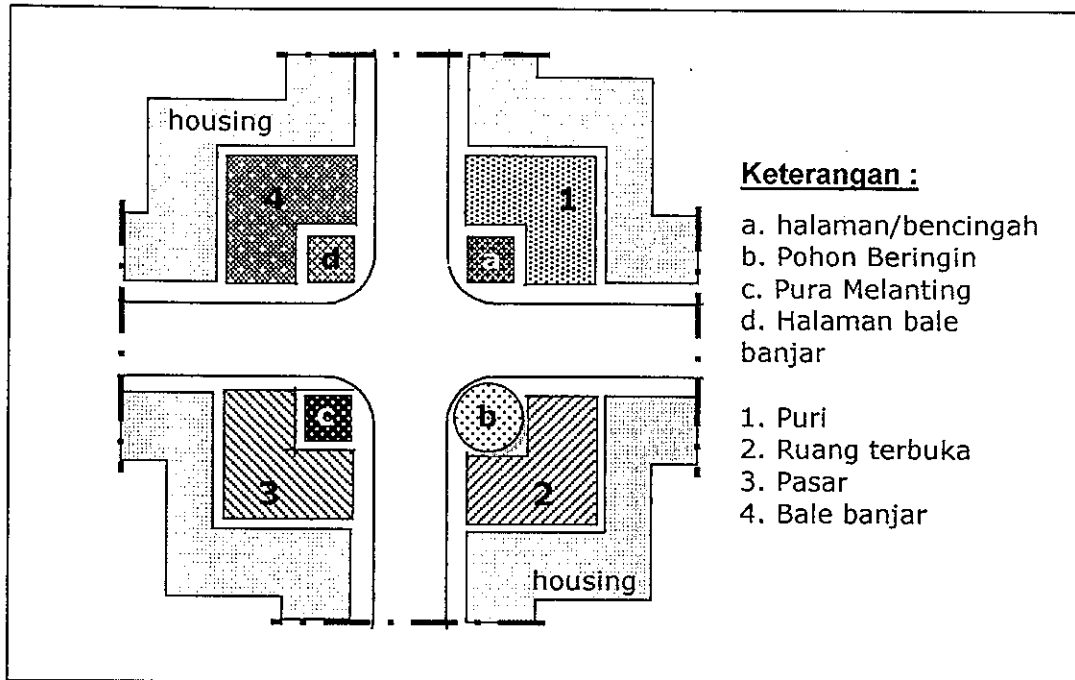 housing
4
1
d
a
c
b
3
2
housing
Keterangan :
a. halaman/bencingah
b. Pohon Beringin
c. Pura Melanting
d. Halaman bale
banjar
1. Puri
2. Ruang terbuka
3. Pasar
4. Bale banjar